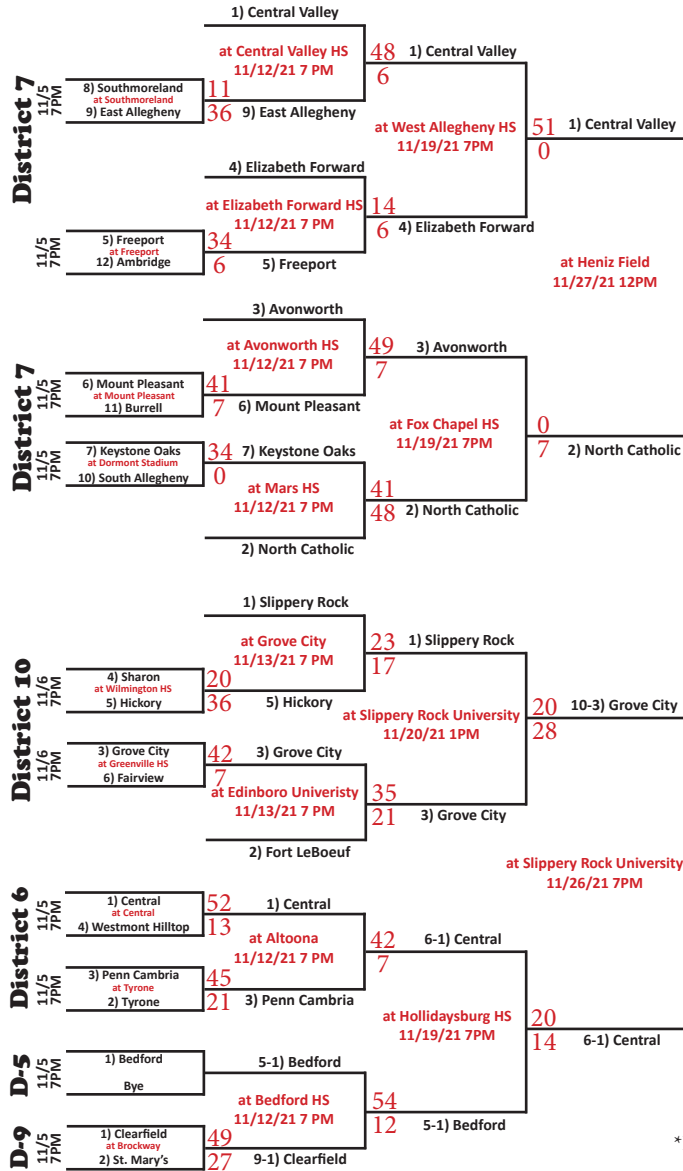 1) Central Valley
at Central Valley HS
11/12/21 7 PM
48
6
1) Central Valley
District 7
11/5
7PM
8) Southmoreland
at Southmoreland
9) East Allegheny
11
36
9) East Allegheny
at West Allegheny HS
11/19/21 7PM
51
0
1) Central Valley
4) Elizabeth Forward
at Elizabeth Forward HS
11/12/21 7 PM
14
6
4) Elizabeth Forward
11/5
7PM
5) Freeport
at Freeport
12) Ambridge
34
6
5) Freeport
at Heniz Field
11/27/21 12PM
3) Avonworth
at Avonworth HS
11/12/21 7 PM
49
7
3) Avonworth
District 7
11/5
7PM
6) Mount Pleasant
at Mount Pleasant
11) Burrell
41
7
6) Mount Pleasant
at Fox Chapel HS
11/19/21 7PM
0
7
2) North Catholic
11/5
7PM
7) Keystone Oaks
at Dormont Stadium
10) South Allegheny
34
0
7) Keystone Oaks
at Mars HS
11/12/21 7 PM
41
48
2) North Catholic
2) North Catholic
1) Slippery Rock
at Grove City
11/13/21 7 PM
23
17
1) Slippery Rock
District 10
11/6
7PM
4) Sharon
at Wilmington HS
5) Hickory
20
36
5) Hickory
at Slippery Rock University
11/20/21 1PM
20
28
10-3) Grove City
11/6
7PM
3) Grove City
at Greenville HS
6) Fairview
42
7
3) Grove City
at Edinboro Univeristy
11/13/21 7 PM
35
21
3) Grove City
2) Fort LeBoeuf
at Slippery Rock University
11/26/21 7PM
District 6
11/5
7PM
1) Central
at Central
4) Westmont Hilltop
52
13
1) Central
at Altoona
11/12/21 7 PM
42
7
6-1) Central
11/5
7PM
3) Penn Cambria
at Tyrone
2) Tyrone
45
21
3) Penn Cambria
at Hollidaysburg HS
11/19/21 7PM
20
14
6-1) Central
D-5
11/5
7PM
1) Bedford
Bye
5-1) Bedford
at Bedford HS
11/12/21 7 PM
54
12
5-1) Bedford
D-9
11/5
7PM
1) Clearfield
at Brockway
2) St. Mary's
49
27
9-1) Clearfield
*